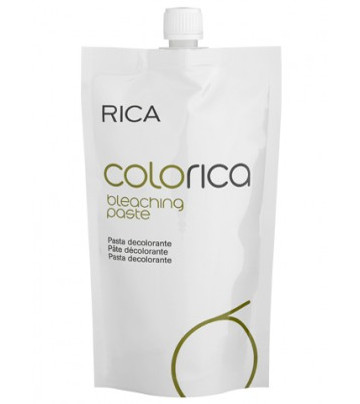 RICA
colorica
bleaching
paste
Pasta decolorante
Pâte décolorante
Pasta decolorante